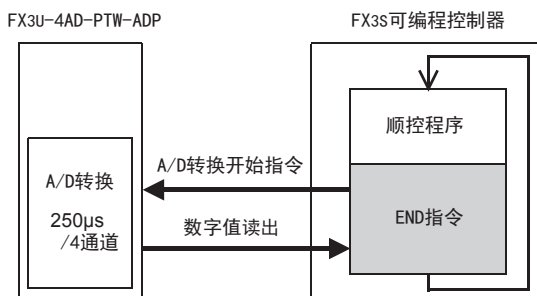 FX3U-4AD-PTW-ADP
FX3S可编程控制器
顺控程序
A/D转换开始指令
A/D转换
250μs
/4通道
数字值读出
END指令